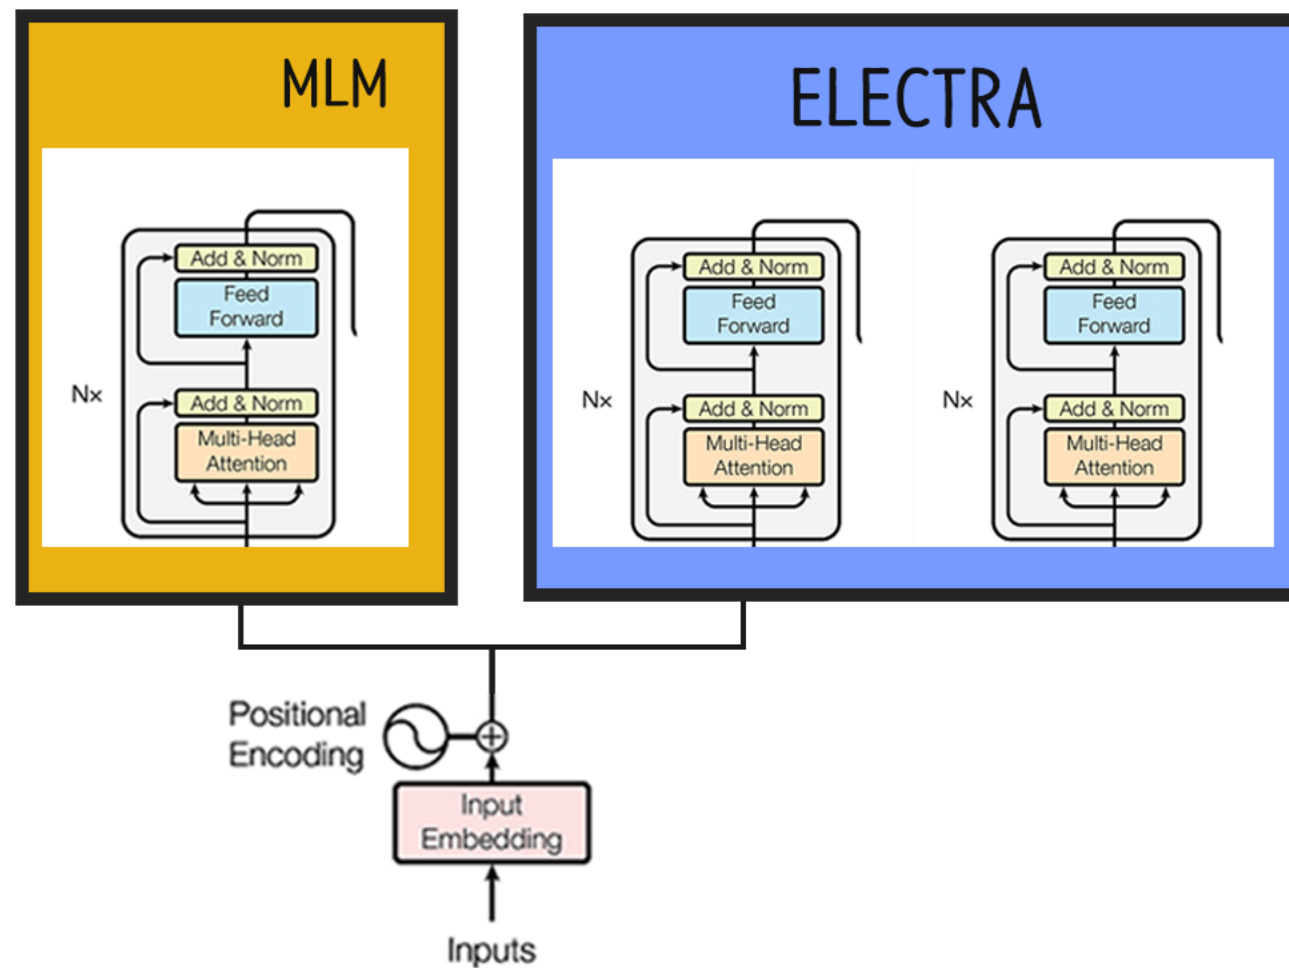 MLM
Add & Norm
Feed
Forward
Nx
Add & Norm
Multi-Head
Attention
ELECTRA
Add & Norm
Feed
Forward
Nx
Add & Norm
Multi-Head
Attention
Add & Norm
Feed
Forward
Nx
Add & Norm
Multi-Head
Attention
Positional
Encoding
Input
Embedding
Inputs